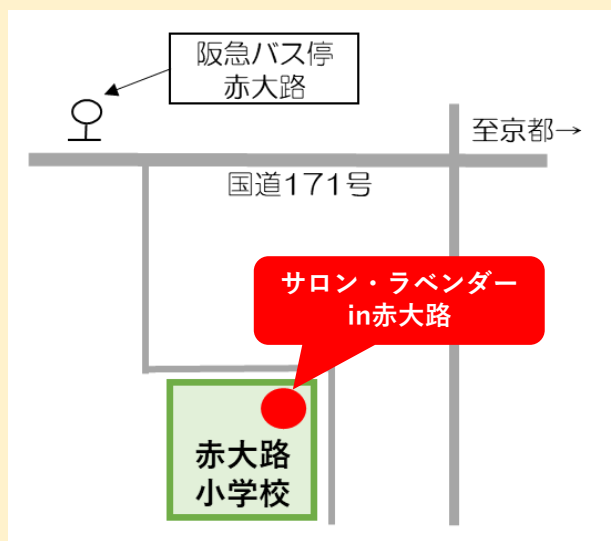 阪急バス停
赤大路
至京都→
国道171号
サロン・ラベンダー
in赤大路
赤大路
小学校